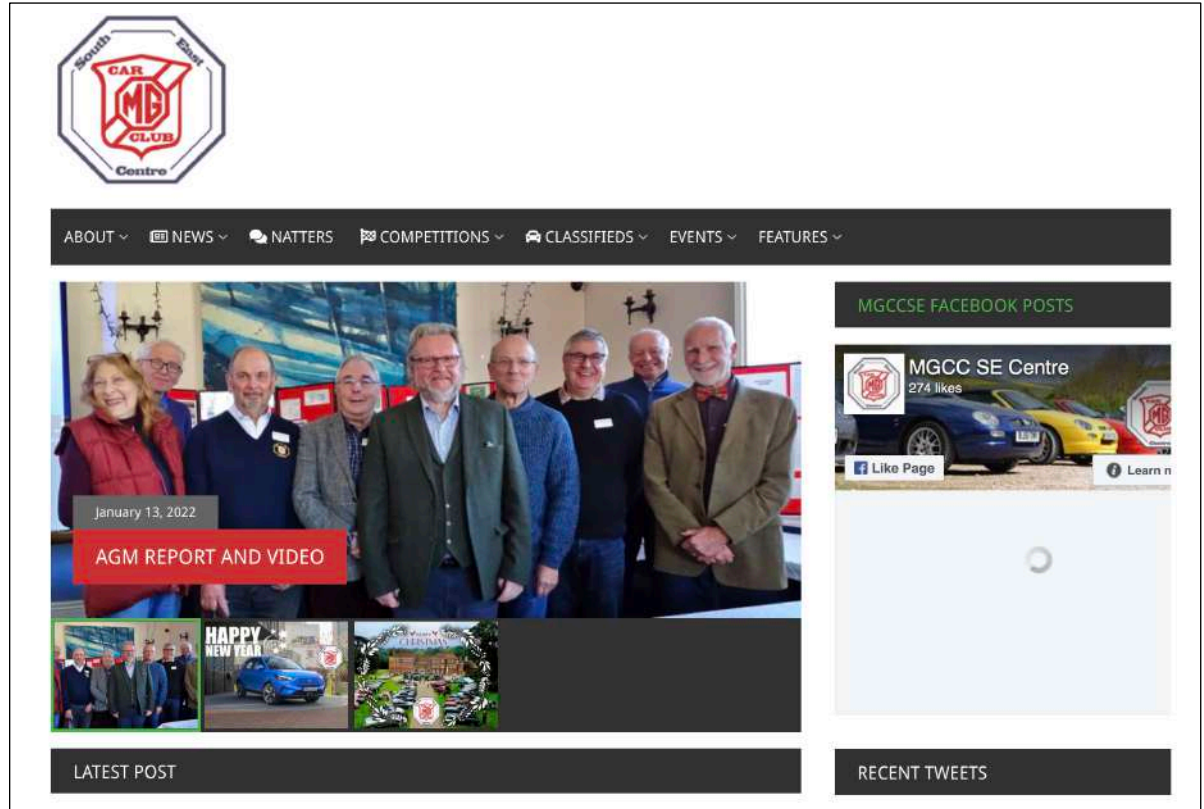 South East
CAR
MG
CLUB
Centre
ABOUT NEWS NATTERS COMPETITIONS CLASSIFIEDS EVENTS FEATURES
MGCCSE FACEBOOK POSTS
MGCC SE Centre
274 likes
Like Page
Learn n
January 13, 2022
AGM REPORT AND VIDEO
HAPPY
NEW YEAR
CHRISTMAS
LATEST POST
RECENT TWEETS